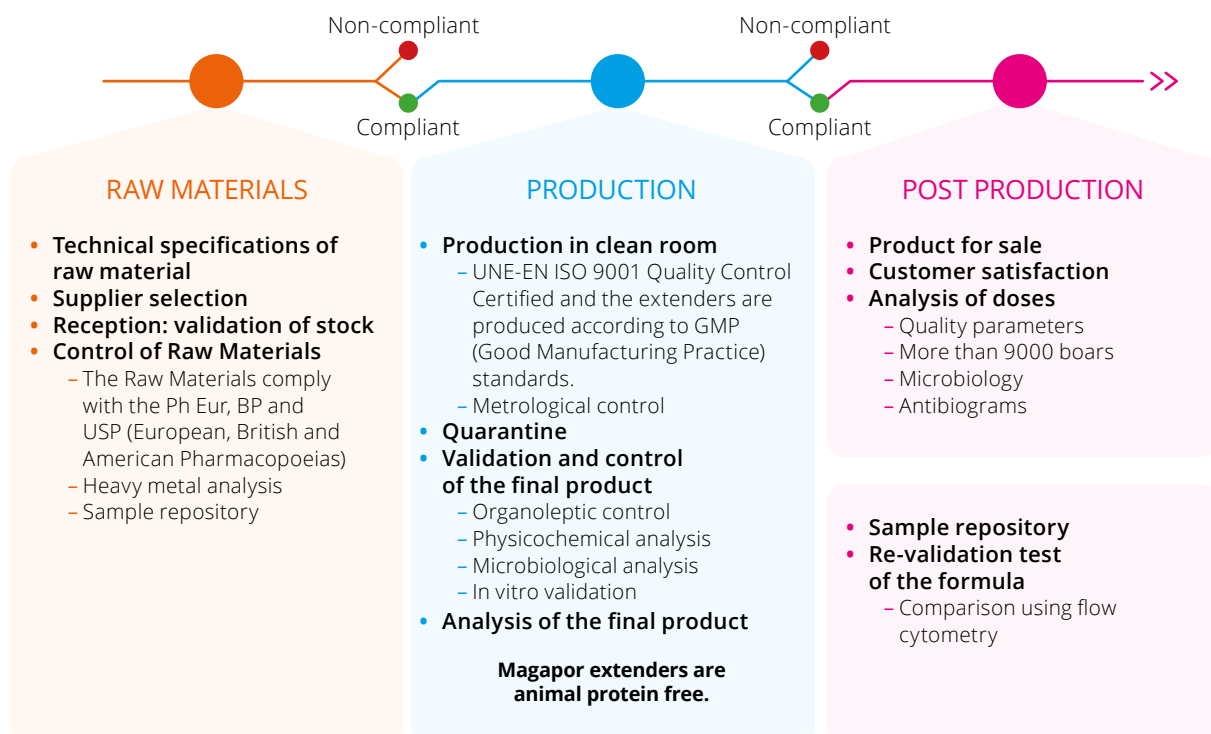 Non-compliant
Compliant
Non-compliant
Compliant
RAW MATERIALS
• Technical specifications of
raw material
• Supplier selection
• Reception: validation of stock
• Control of Raw Materials
– The Raw Materials comply
with the Ph Eur, BP and
USP (European, British and
American Pharmacopoeias)
– Heavy metal analysis
– Sample repository
PRODUCTION
• Production in clean room
– UNE-EN ISO 9001 Quality Control
Certified and the extenders are
produced according to GMP
(Good Manufacturing Practice)
standards.
– Metrological control
• Quarantine
• Validation and control
of the final product
– Organoleptic control
– Physicochemical analysis
– Microbiological analysis
– In vitro validation
• Analysis of the final product
Magapor extenders are
animal protein free.
POST PRODUCTION
• Product for sale
• Customer satisfaction
• Analysis of doses
– Quality parameters
– More than 9000 boars
– Microbiology
– Antibiograms
• Sample repository
• Re-validation test
of the formula
– Comparison using flow
cytometry